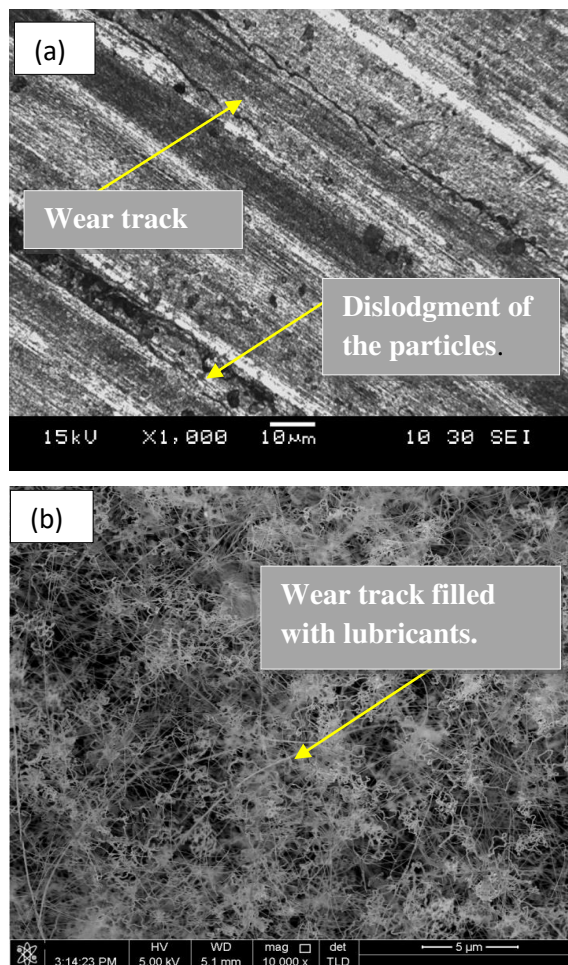 (a)
Wear track
Dislodgment of
the particles.
15kV X1,000 10μm 10 30 SEI
(b)
Wear track filled
with lubricants.
HV WD mag □ det 5 μm
3:14:23 PM 5.00 kV 5.1 mm 10 000 x TLD